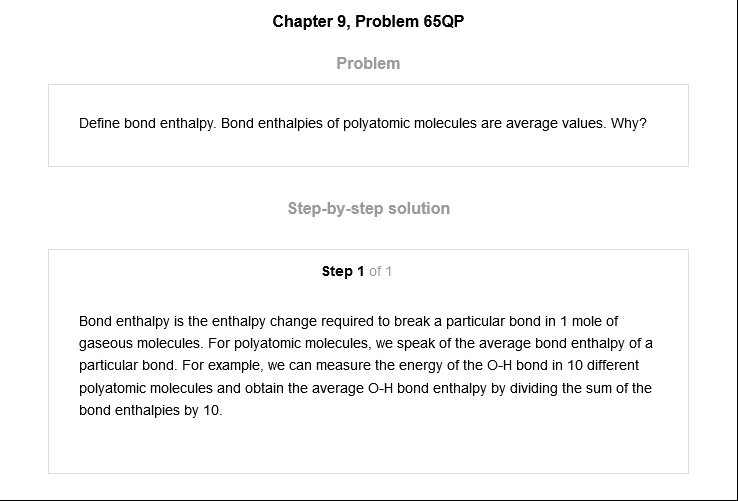 Chapter 9, Problem 65QP
Problem
Define bond enthalpy. Bond enthalpies of polyatomic molecules are average values. Why?
Step-by-step solution
Step 1 of 1
Bond enthalpy is the enthalpy change required to break a particular bond in 1 mole of
gaseous molecules. For polyatomic molecules, we speak of the average bond enthalpy of a
particular bond. For example, we can measure the energy of the O-H bond in 10 different
polyatomic molecules and obtain the average O-H bond enthalpy by dividing the sum of the
bond enthalpies by 10.